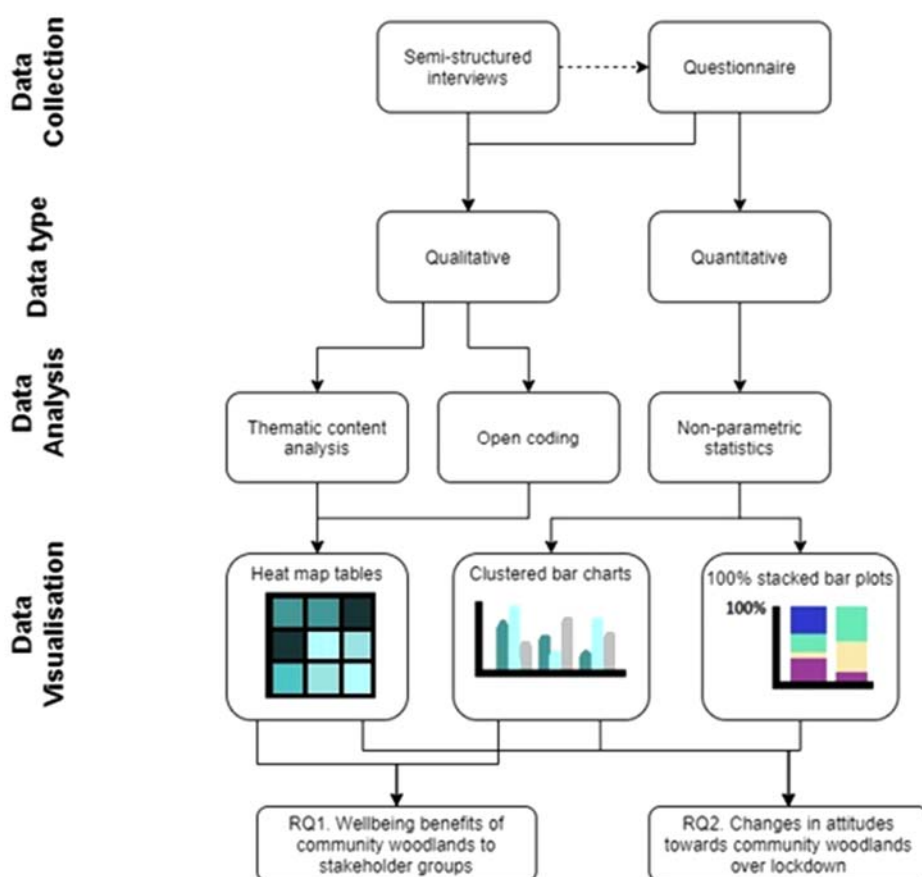 Data
Collection
Semi-structured
interviews
Questionnaire
Data type
Qualitative
Quantitative
Data
Analysis
Thematic content
analysis
Open coding
Non-parametric
statistics
Data
Visualisation
Heat map tables
Clustered bar charts
100% stacked bar plots
100%
RQ1. Wellbeing benefits of
community woodlands to
stakeholder groups
RQ2. Changes in attitudes
towards community woodlands
over lockdown